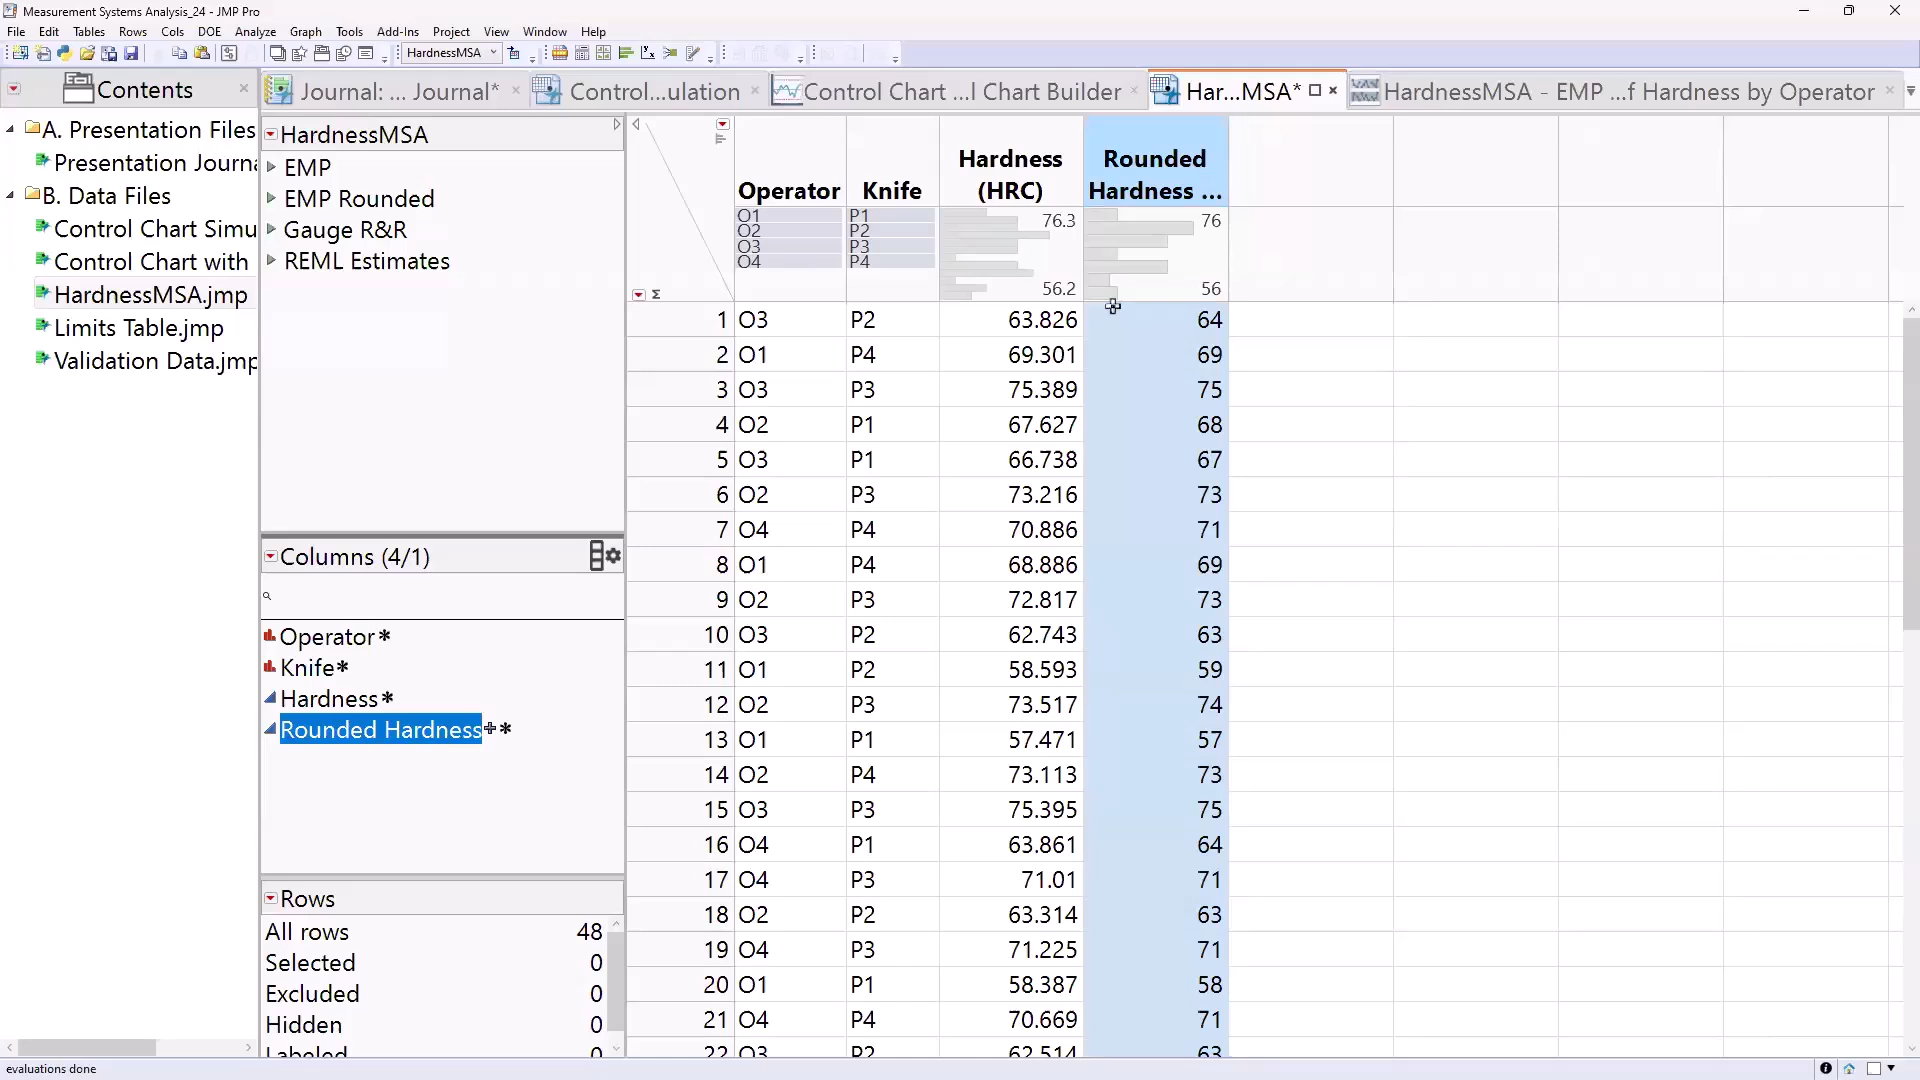 Measurement Systems Analysis_24 - JMP Pro
File Edit Tables Rows Cols DOE Analyze Graph Tools Add-Ins Project View Window Help
HardnessMSA
Contents
Journal: ... Journal*
Control...ulation
Control Chart ...l Chart Builder
Har...MSA*
HardnessMSA - EMP ...f Hardness by Operator
A. Presentation Files
Presentation Journa
B. Data Files
Control Chart Simu
Control Chart with
HardnessMSA.jmp
Limits Table.jmp
Validation Data.jmp
HardnessMSA
EMP
EMP Rounded
Gauge R&R
REML Estimates
Columns (4/1)
Operator*
Knife*
Hardness*
Rounded Hardness+*
Rows
All rows 48
Selected 0
Excluded 0
Hidden 0
Labeled 0
Operator Knife Hardness (HRC) Rounded Hardness ...
O1 P1 76.3 76
O2 P2
O3 P3
O4 P4 56.2 56
1 O3 P2 63.826 64
2 O1 P4 69.301 69
3 O3 P3 75.389 75
4 O2 P1 67.627 68
5 O3 P1 66.738 67
6 O2 P3 73.216 73
7 O4 P4 70.886 71
8 O1 P4 68.886 69
9 O2 P3 72.817 73
10 O3 P2 62.743 63
11 O1 P2 58.593 59
12 O2 P3 73.517 74
13 O1 P1 57.471 57
14 O2 P4 73.113 73
15 O3 P3 75.395 75
16 O4 P1 63.861 64
17 O4 P3 71.01 71
18 O2 P2 63.314 63
19 O4 P3 71.225 71
20 O1 P1 58.387 58
21 O4 P4 70.669 71
22 O3 P2 62.514 63
evaluations done